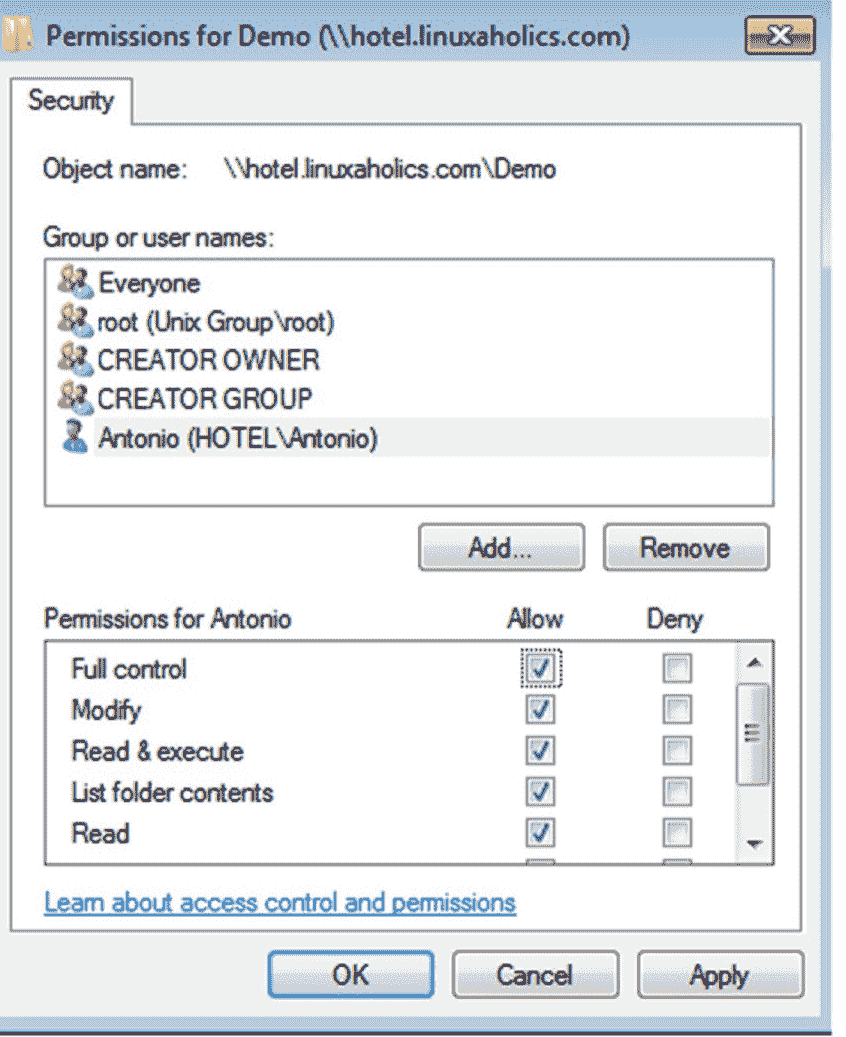 Permissions for Demo (\\hotel.linuxaholics.com)
Security
Object name: \\hotel.linuxaholics.com\Demo
Group or user names:
Everyone
root (Unix Group\root)
CREATOR OWNER
CREATOR GROUP
Antonio (HOTEL\Antonio)
Add... Remove
Permissions for Antonio Allow Deny
Full control
Modify
Read & execute
List folder contents
Read
Learn about access control and permissions
OK Cancel Apply